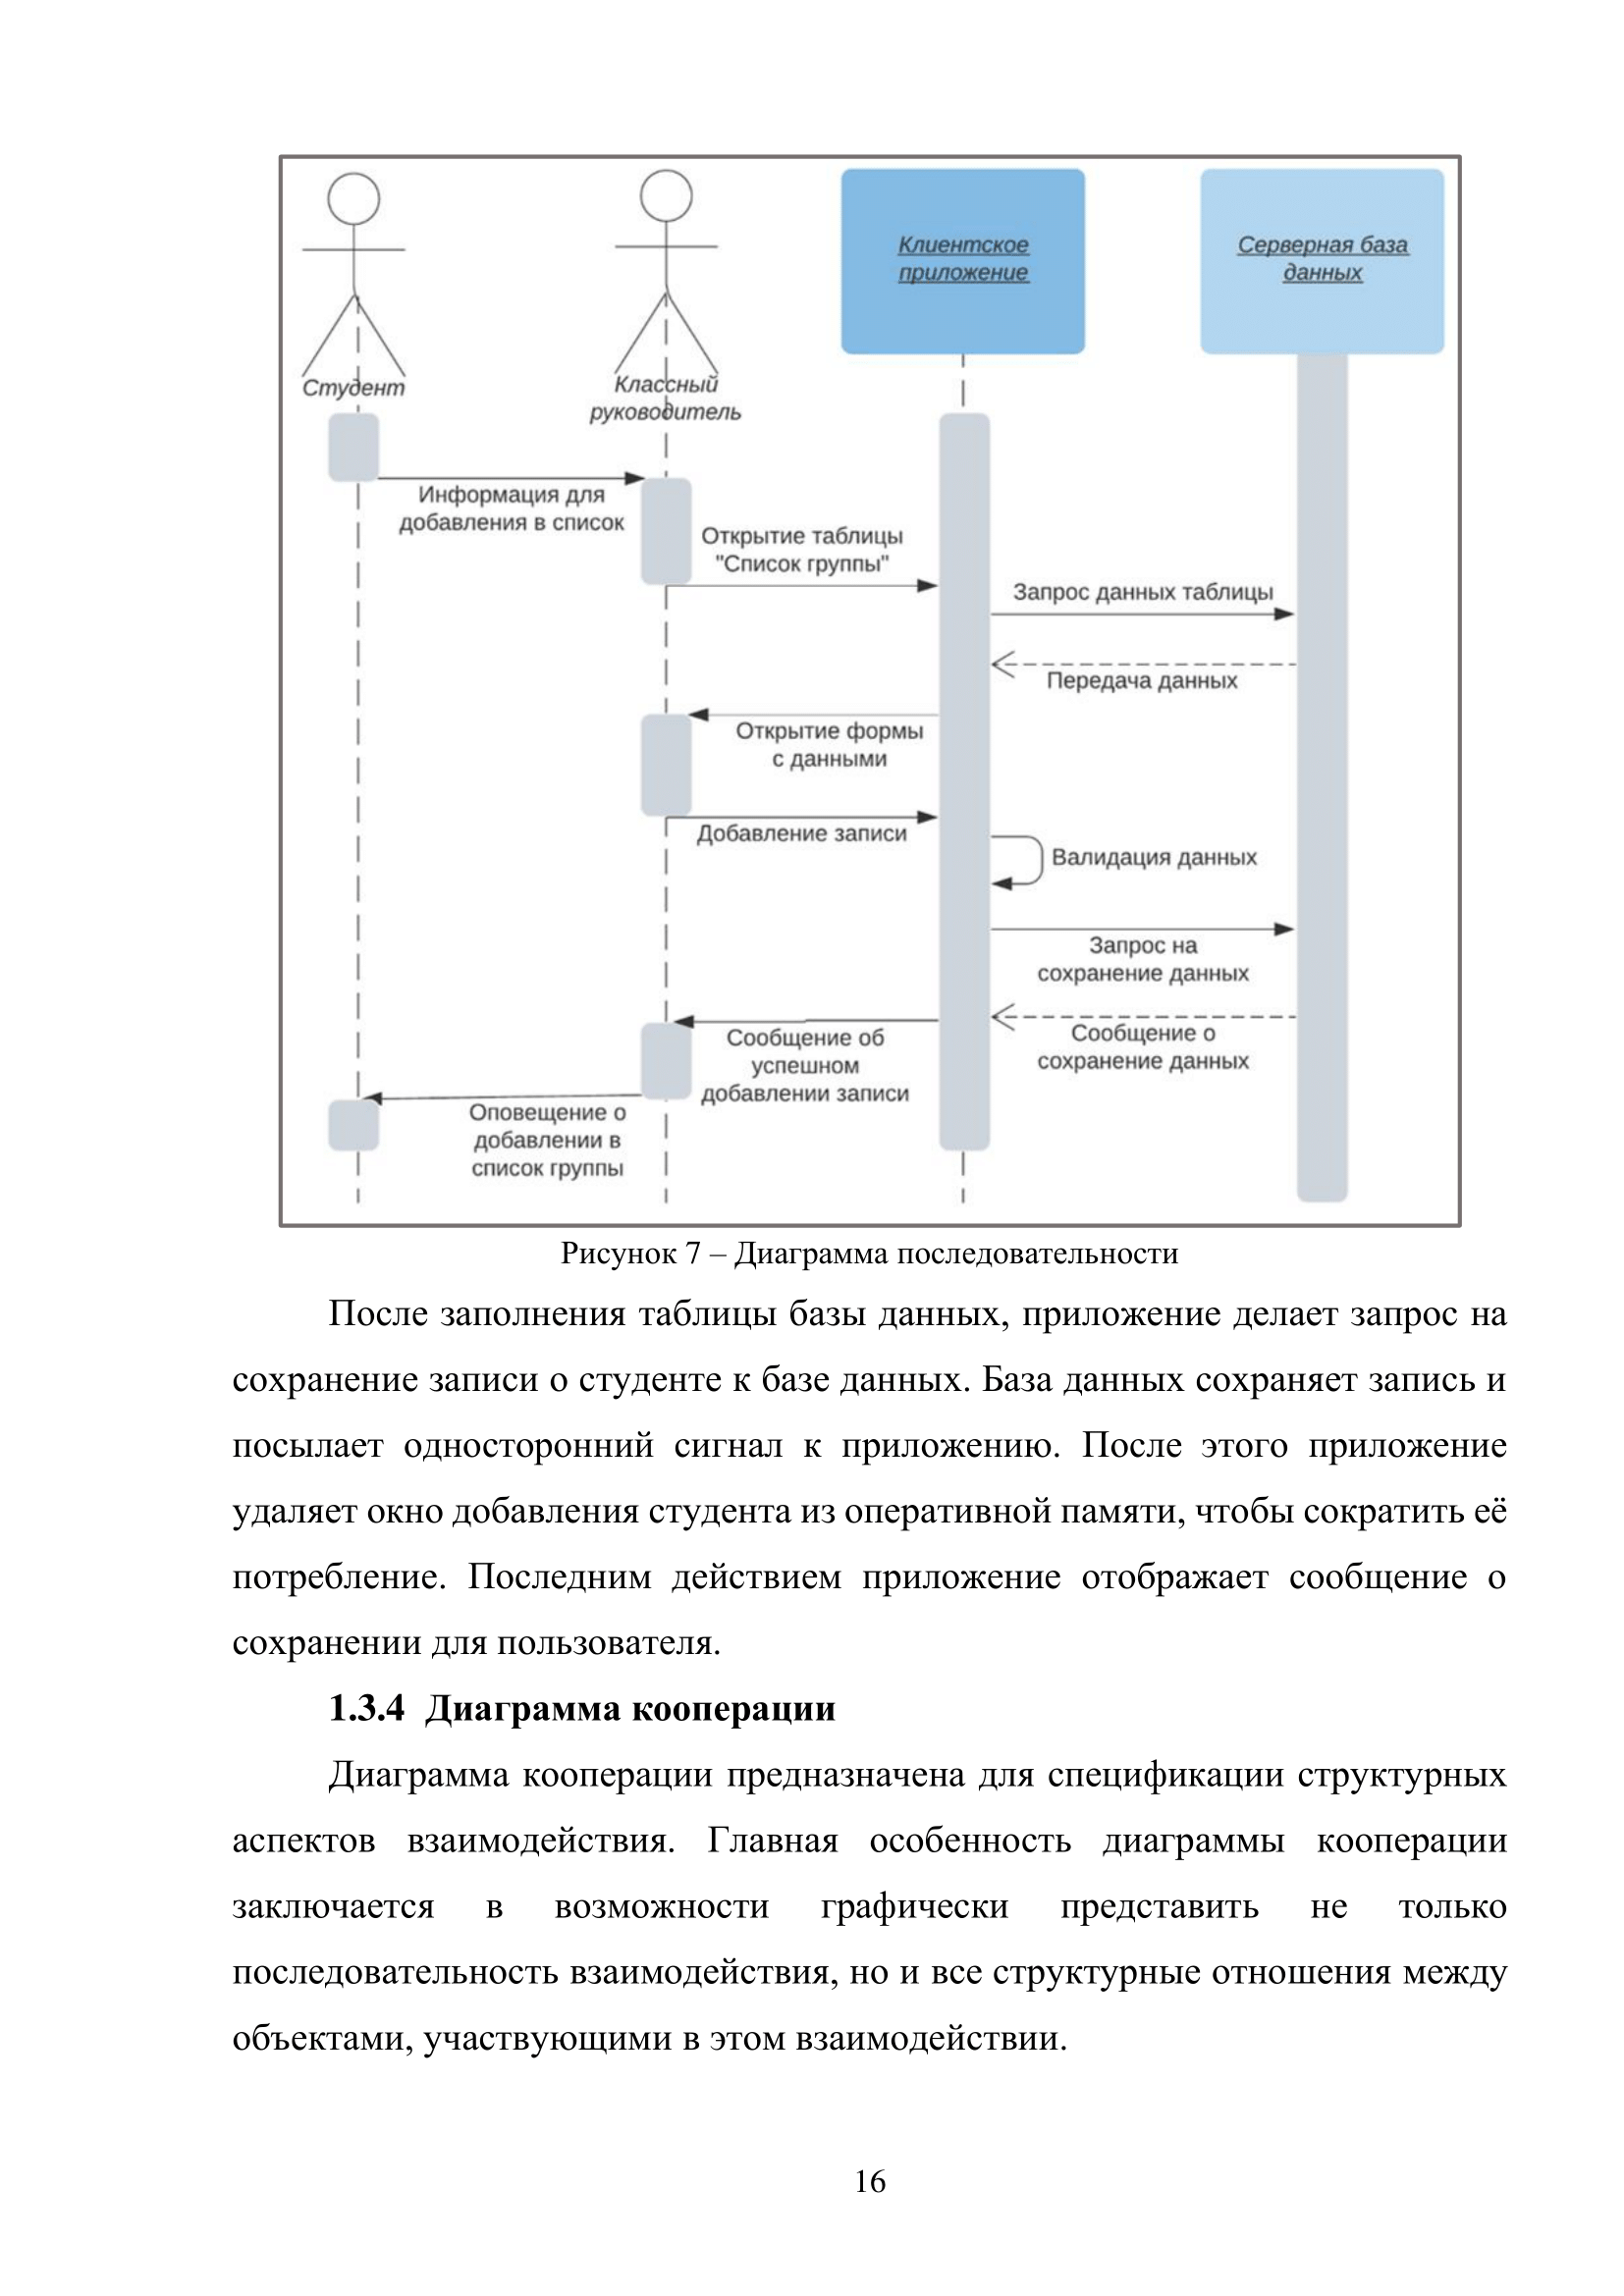 Студент
Классный
руководитель
Клиентское
приложение
Серверная база
данных
Информация для
добавления в список
Открытие таблицы
"Список группы"
Запрос данных таблицы
Передача данных
Открытие формы
с данными
Добавление записи
Валидация данных
Запрос на
сохранение данных
Сообщение о
сохранение данных
Сообщение об
успешном
добавлении записи
Оповещение о
добавлении в
список группы
Рисунок 7 – Диаграмма последовательности
После заполнения таблицы базы данных, приложение делает запрос на
сохранение записи о студенте к базе данных. База данных сохраняет запись и
посылает односторонний сигнал к приложению. После этого приложение
удаляет окно добавления студента из оперативной памяти, чтобы сократить её
потребление. Последним действием приложение отображает сообщение о
сохранении для пользователя.
1.3.4 Диаграмма кооперации
Диаграмма кооперации предназначена для спецификации структурных
аспектов взаимодействия. Главная особенность диаграммы кооперации
заключается в возможности графически представить не только
последовательность взаимодействия, но и все структурные отношения между
объектами, участвующими в этом взаимодействии.
16